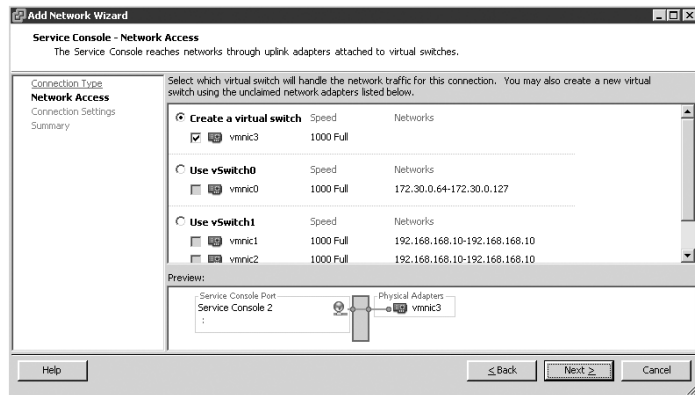 Add Network Wizard
Service Console - Network Access
The Service Console reaches networks through uplink adapters attached to virtual switches.
Connection Type
Network Access
Connection Settings
Summary
Select which virtual switch will handle the network traffic for this connection. You may also create a new virtual
switch using the unclaimed network adapters listed below.
Create a virtual switch Speed Networks
vmnic3 1000 Full
Use vSwitch0 Speed Networks
vmnic0 1000 Full 172.30.0.64-172.30.0.127
Use vSwitch1 Speed Networks
vmnic1 1000 Full 192.168.168.10-192.168.168.10
vmnic2 1000 Full 192.168.168.10-192.168.168.10
Preview:
Service Console Port Physical Adapters
Service Console 2 vmnic3
:
Help < Back Next > Cancel